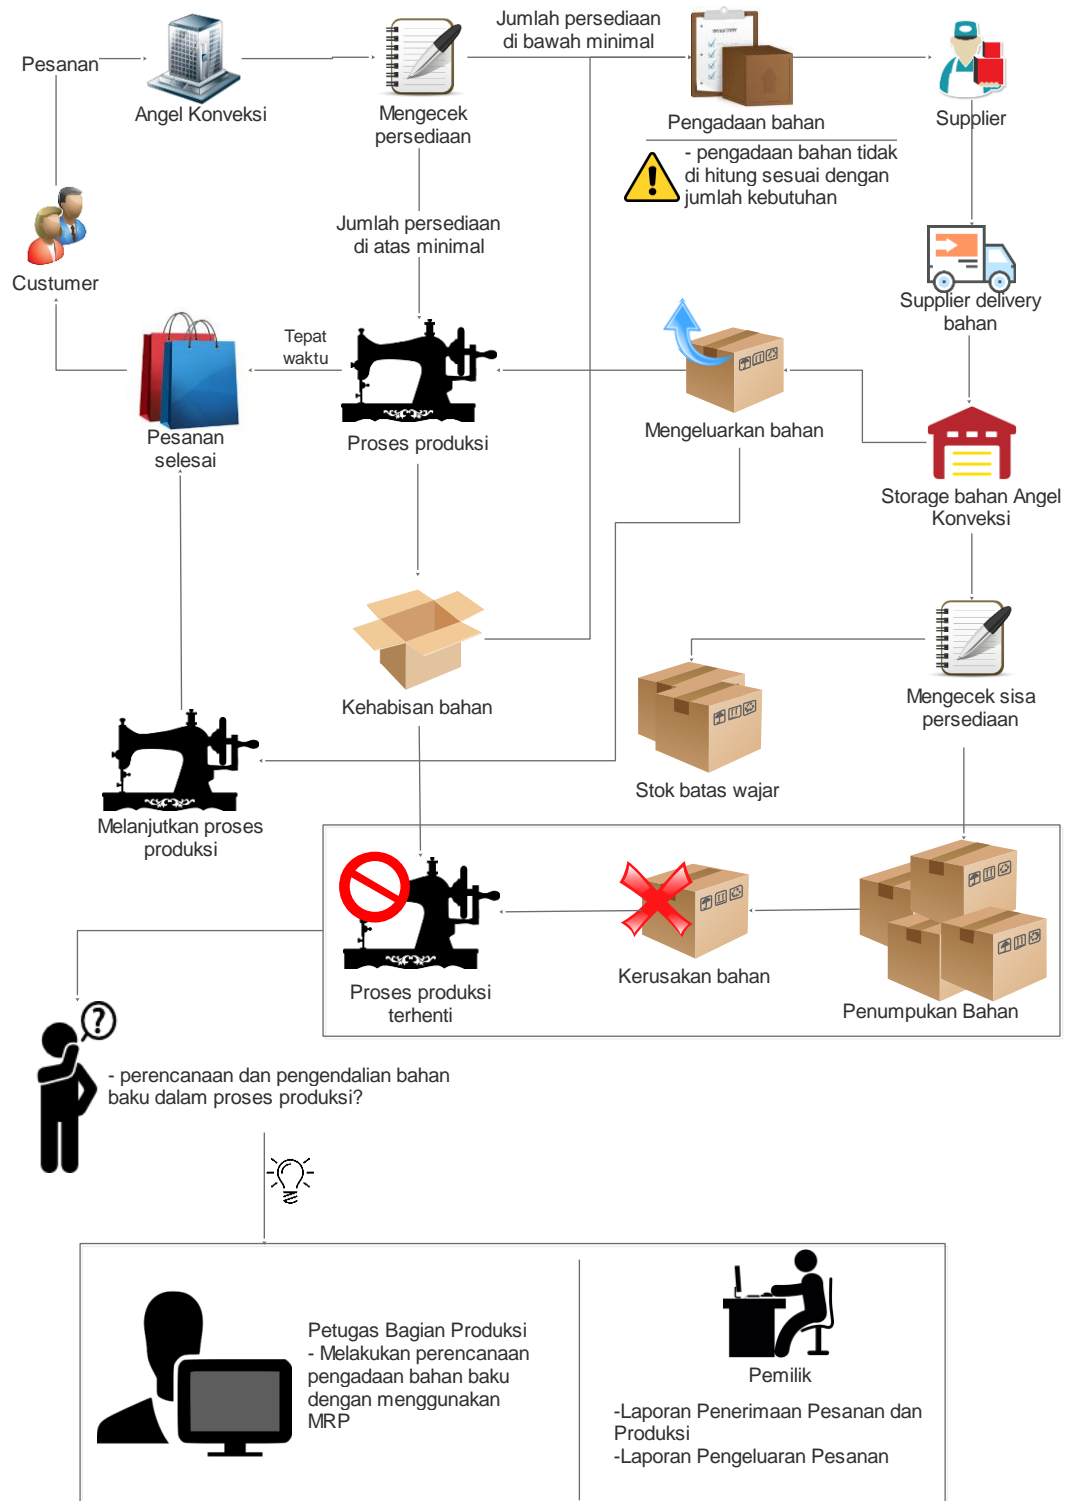 Jumlah persediaan
di bawah minimal
Pesanan
Angel Konveksi
Mengecek
persediaan
Pengadaan bahan
Supplier
- pengadaan bahan tidak
di hitung sesuai dengan
jumlah kebutuhan
Jumlah persediaan
di atas minimal
Custumer
Supplier delivery
bahan
Tepat
waktu
Pesanan
selesai
Proses produksi
Mengeluarkan bahan
Storage bahan Angel
Konveksi
Kehabisan bahan
Mengecek sisa
persediaan
Stok batas wajar
Melanjutkan proses
produksi
Proses produksi
terhenti
Kerusakan bahan
Penumpukan Bahan
- perencanaan dan pengendalian bahan
baku dalam proses produksi?
Petugas Bagian Produksi
- Melakukan perencanaan
pengadaan bahan baku
dengan menggunakan
MRP
Pemilik
-Laporan Penerimaan Pesanan dan
Produksi
-Laporan Pengeluaran Pesanan